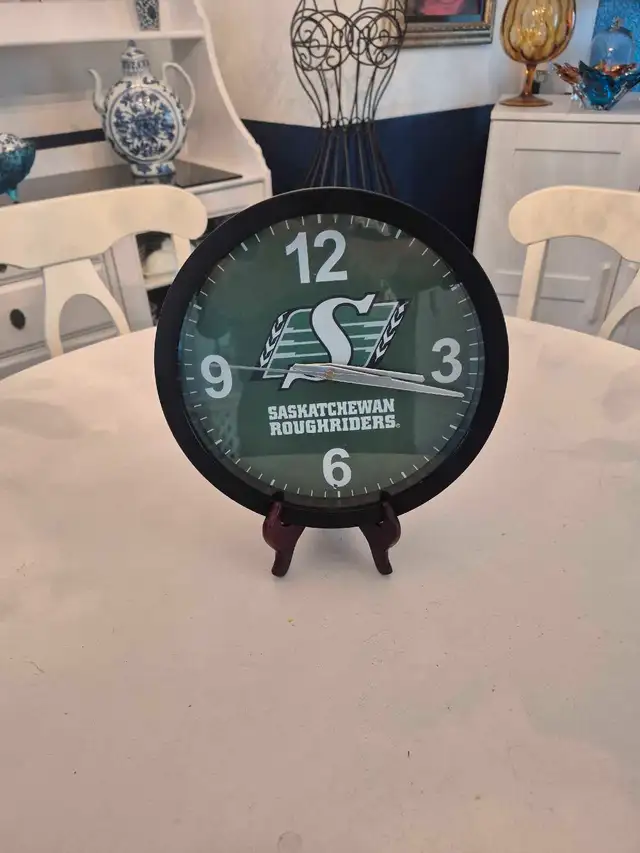 12
S
9
3
SASKATCHEWAN
ROUGHRIDERS
6